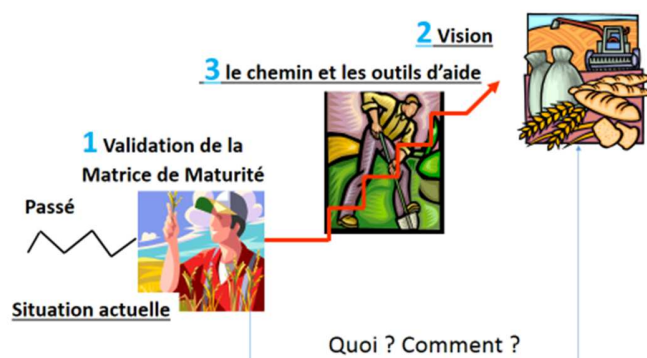 2 Vision
3 le chemin et les outils d'aide
1 Validation de la
Matrice de Maturité
Passé
Situation actuelle
Quoi ? Comment ?